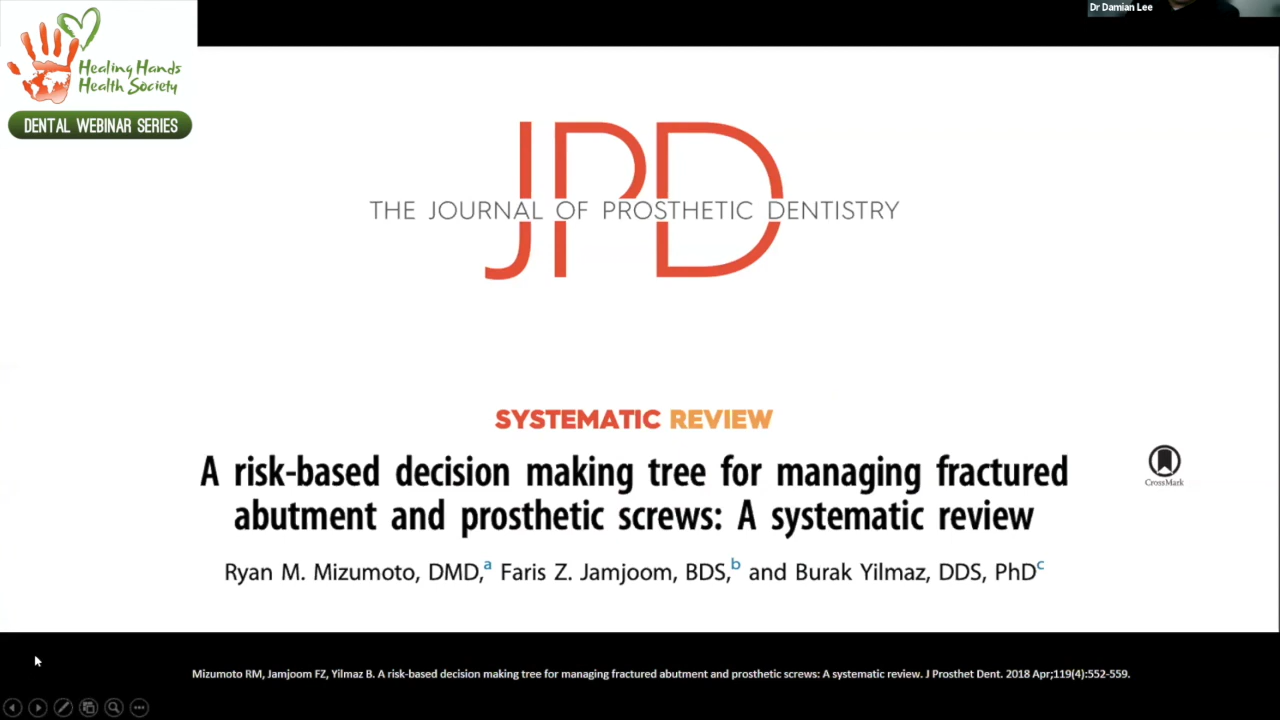 Dr Damian Lee
Healing Hands
Health Society
DENTAL WEBINAR SERIES
JPD
THE JOURNAL OF PROSTHETIC DENTISTRY
SYSTEMATIC REVIEW
A risk-based decision making tree for managing fractured
abutment and prosthetic screws: A systematic review
CrossMark
Ryan M. Mizumoto, DMD,a Faris Z. Jamjoom, BDS,b and Burak Yilmaz, DDS, PhDc
Mizumoto RM, Jamjoom FZ, Yilmaz B. A risk-based decision making tree for managing fractured abutment and prosthetic screws: A systematic review. J Prosthet Dent. 2018 Apr;119(4):552-559.